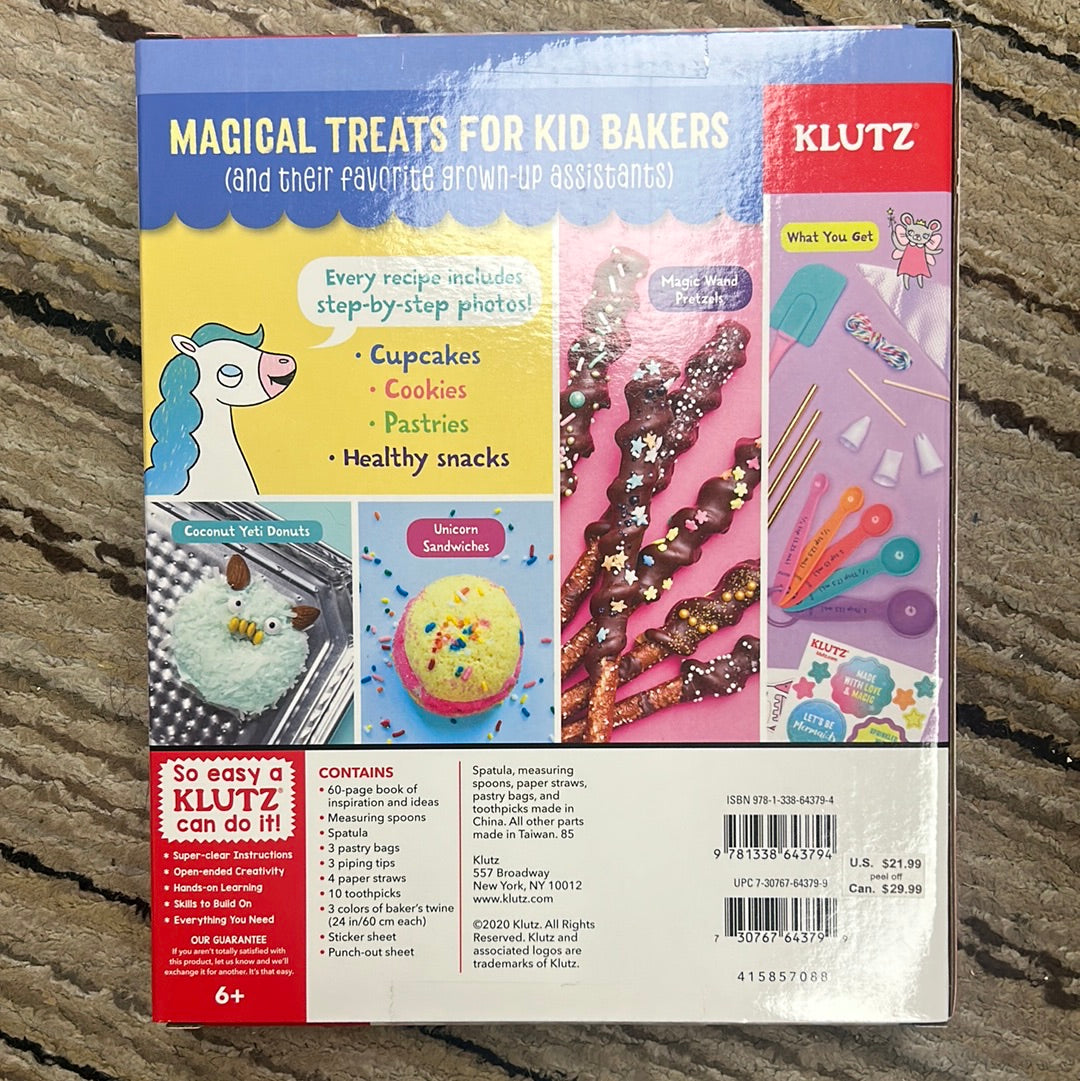 MAGICAL TREATS FOR KID BAKERS
(and their favorite grown-up assistants)
KLUTZ®
What You Get
Every recipe includes
step-by-step photos!
• Cupcakes
• Cookies
• Pastries
• Healthy snacks
Magic Wand
Pretzels
Coconut Yeti Donuts
Unicorn
Sandwiches
KLUTZ
MADE
WITH LOVE
& MAGIC
LET'S BE
Mermaids
So easy a
KLUTZ®
can do it!
* Super-clear Instructions
* Open-ended Creativity
* Hands-on Learning
* Skills to Build On
* Everything You Need
OUR GUARANTEE
If you aren't totally satisfied with
this product, let us know and we'll
exchange it for another. It's that easy.
6+
CONTAINS
• 60-page book of
inspiration and ideas
• Measuring spoons
• Spatula
• 3 pastry bags
• 3 piping tips
• 4 paper straws
• 10 toothpicks
• 3 colors of baker's twine
(24 in/60 cm each)
• Sticker sheet
• Punch-out sheet
Spatula, measuring
spoons, paper straws,
pastry bags, and
toothpicks made in
China. All other parts
made in Taiwan. 85
Klutz
557 Broadway
New York, NY 10012
www.klutz.com
©2020 Klutz. All Rights
Reserved. Klutz and
associated logos are
trademarks of Klutz.
ISBN 978-1-338-64379-4
9 781338 643794
UPC 7-30767-64379-9
7 30767 64379 9
415857088
U.S. $21.99
peel off
Can. $29.99